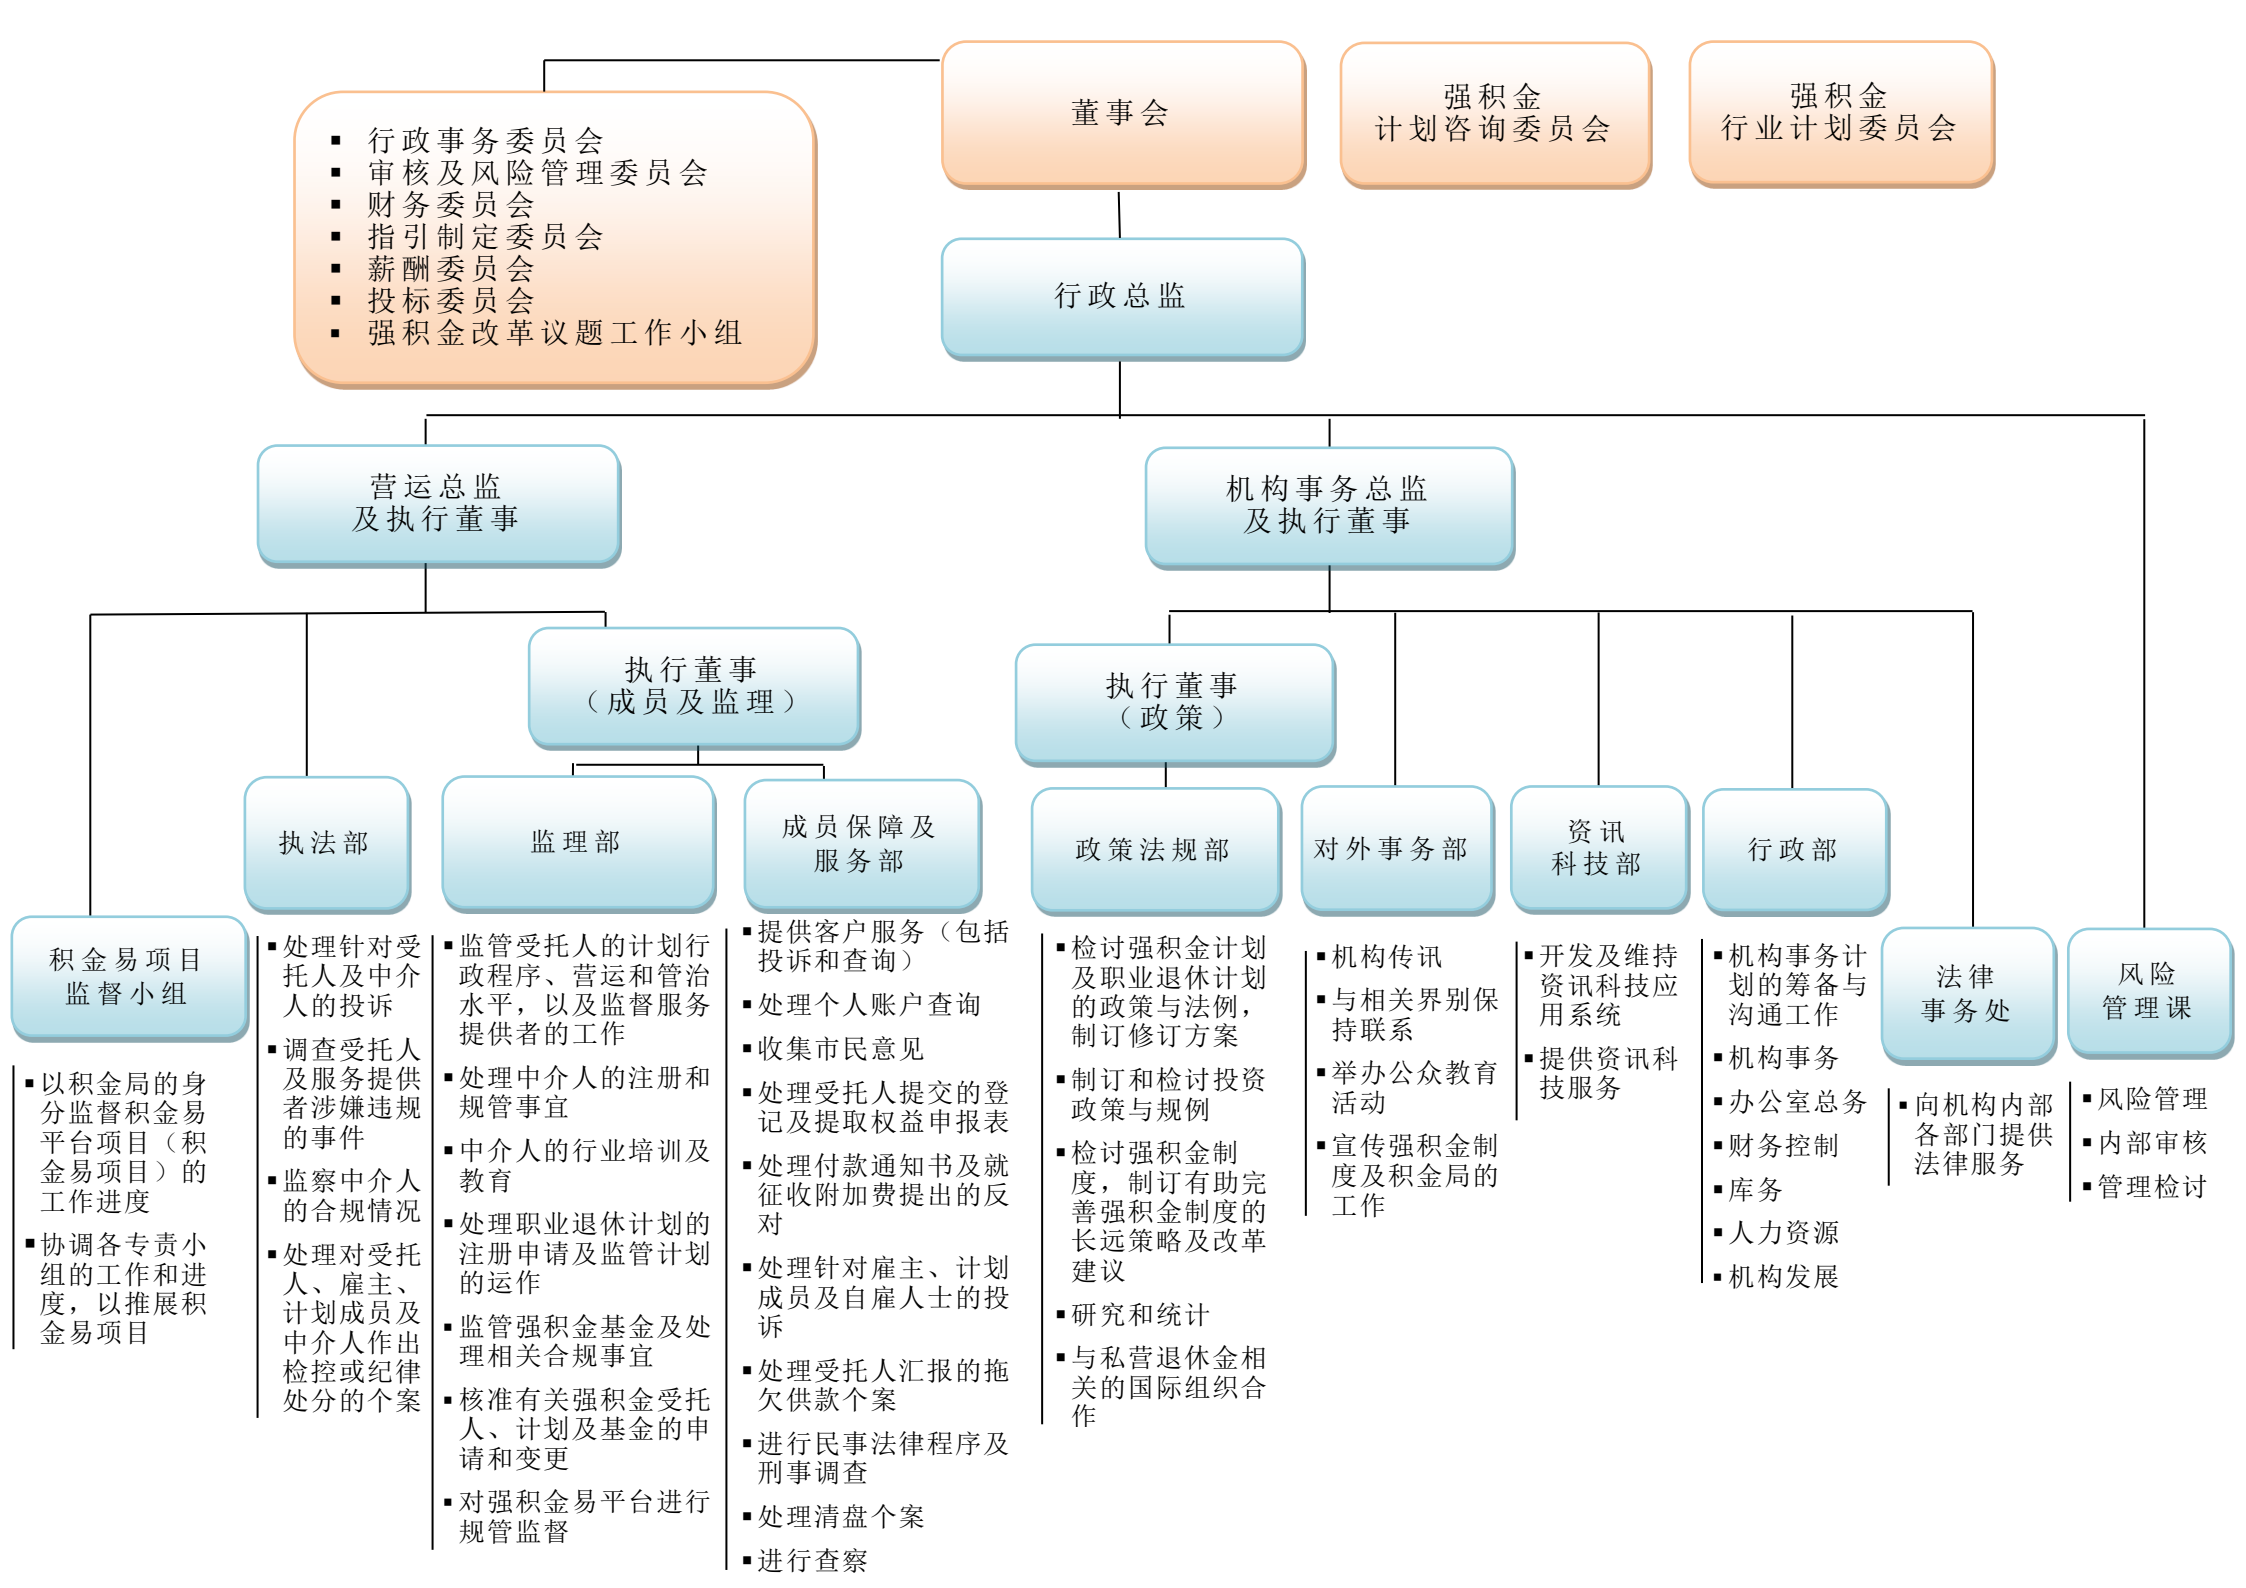 董事会
强积金
计划咨询委员会
强积金
行业计划委员会
▪ 行政事务委员会
▪ 审核及风险管理委员会
▪ 财务委员会
▪ 指引制定委员会
▪ 薪酬委员会
▪ 投标委员会
▪ 强积金改革议题工作小组
行政总监
营运总监
及执行董事
机构事务总监
及执行董事
执行董事
（成员及监理）
执行董事
（政策）
积金易项目
监督小组
▪以积金局的身
分监督积金易
平台项目（积
金易项目）的
工作进度
▪协调各专责小
组的工作和进
度，以推展积
金易项目
执法部
▪处理针对受
托人及中介
人的投诉
▪调查受托人
及服务提供
者涉嫌违规
的事件
▪监察中介人
的合规情况
▪处理对受托
人、雇主、
计划成员及
中介人作出
检控或纪律
处分的个案
监理部
▪监管受托人的计划行
政程序、营运和管治
水平，以及监督服务
提供者的工作
▪处理中介人的注册和
规管事宜
▪中介人的行业培训及
教育
▪处理职业退休计划的
注册申请及监管计划
的运作
▪监管强积金基金及处
理相关合规事宜
▪核准有关强积金受托
人、计划及基金的申
请和变更
▪对强积金易平台进行
规管监督
成员保障及
服务部
▪提供客户服务（包括
投诉和查询）
▪处理个人账户查询
▪收集市民意见
▪处理受托人提交的登
记及提取权益申报表
▪处理付款通知书及就
征收附加费提出的反
对
▪处理针对雇主、计划
成员及自雇人士的投
诉
▪处理受托人汇报的拖
欠供款个案
▪进行民事法律程序及
刑事调查
▪处理清盘个案
▪进行查察
政策法规部
▪检讨强积金计划
及职业退休计划
的政策与法例，
制订修订方案
▪制订和检讨投资
政策与规例
▪检讨强积金制
度，制订有助完
善强积金制度的
长远策略及改革
建议
▪研究和统计
▪与私营退休金相
关的国际组织合
作
对外事务部
▪机构传讯
▪与相关界别保
持联系
▪举办公众教育
活动
▪宣传强积金制
度及积金局的
工作
资讯
科技部
▪开发及维持
资讯科技应
用系统
▪提供资讯科
技服务
行政部
▪机构事务计
划的筹备与
沟通工作
▪机构事务
▪办公室总务
▪财务控制
▪库务
▪人力资源
▪机构发展
法律
事务处
▪向机构内部
各部门提供
法律服务
风险
管理课
▪风险管理
▪内部审核
▪管理检讨